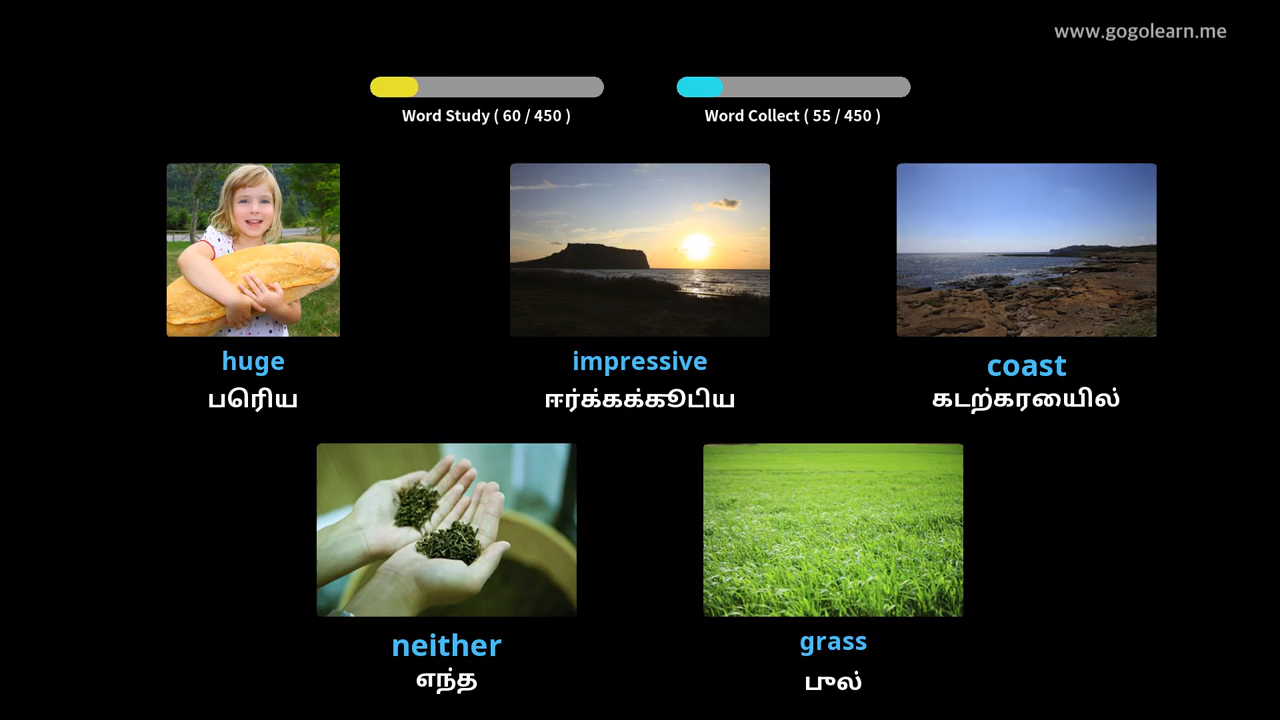 www.gogolearn.me
Word Study ( 60 / 450 )
Word Collect ( 55 / 450 )
huge
impressive
coast
பெரிய
ஈர்க்கக்கூடிய
கடற்கரையில்
neither
grass
எந்த
புல்